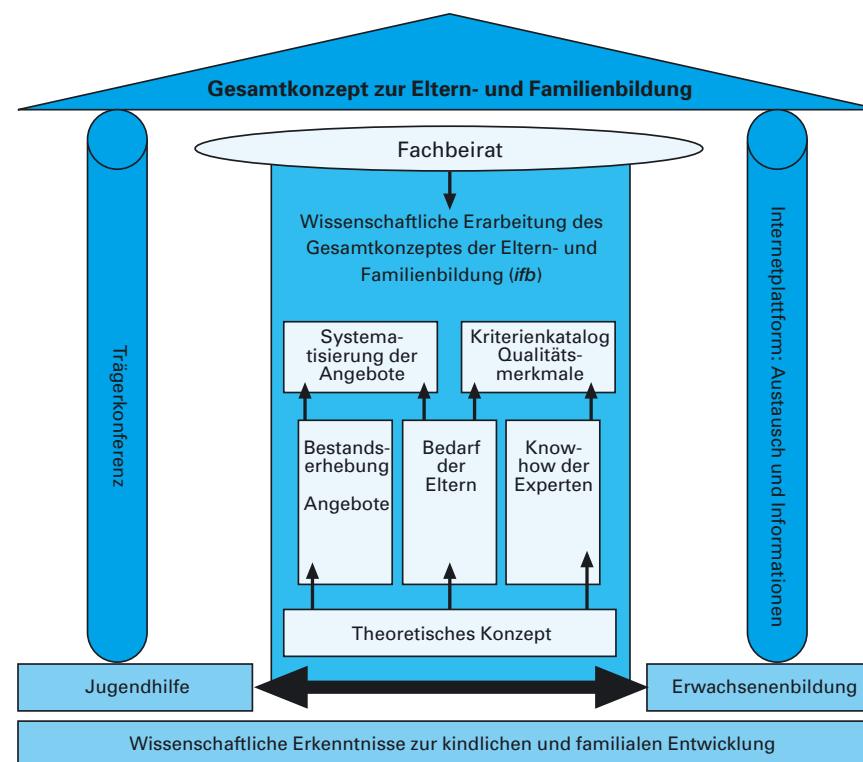 Gesamtkonzept zur Eltern- und Familienbildung
Fachbeirat
Wissenschaftliche Erarbeitung des
Gesamtkonzeptes der Eltern- und
Familienbildung (ifb)
Trägerkonferenz
Internetplattform: Austausch und Informationen
Systema-
tisierung der
Angebote
Kriterienkatalog
Qualitäts-
merkmale
Bestands-
erhebung
Angebote
Bedarf
der
Eltern
Know-
how der
Experten
Theoretisches Konzept
Jugendhilfe
Erwachsenenbildung
Wissenschaftliche Erkenntnisse zur kindlichen und familialen Entwicklung